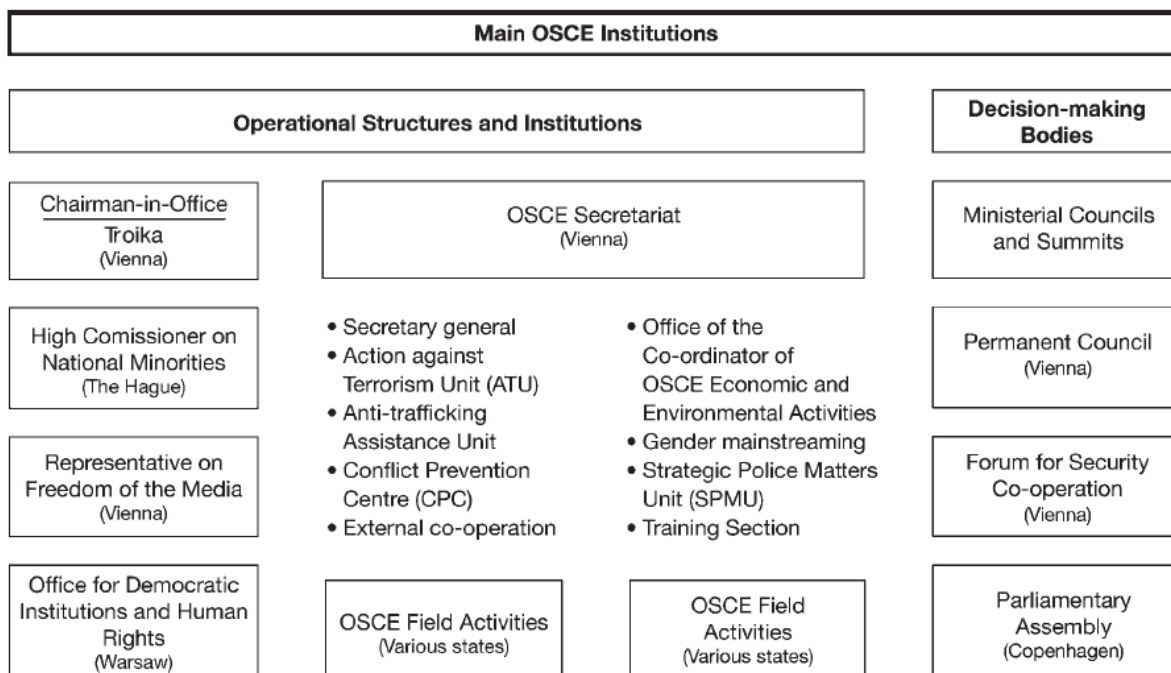 Main OSCE Institutions
Operational Structures and Institutions
Decision-making
Bodies
Chairman-in-Office
Troika
(Vienna)
OSCE Secretariat
(Vienna)
Ministerial Councils
and Summits
High Comissioner on
National Minorities
(The Hague)
• Secretary general
• Action against
Terrorism Unit (ATU)
• Anti-trafficking
Assistance Unit
• Conflict Prevention
Centre (CPC)
• External co-operation
• Office of the
Co-ordinator of
OSCE Economic and
Environmental Activities
• Gender mainstreaming
• Strategic Police Matters
Unit (SPMU)
• Training Section
Permanent Council
(Vienna)
Representative on
Freedom of the Media
(Vienna)
Forum for Security
Co-operation
(Vienna)
Office for Democratic
Institutions and Human
Rights
(Warsaw)
OSCE Field Activities
(Various states)
OSCE Field
Activities
(Various states)
Parliamentary
Assembly
(Copenhagen)